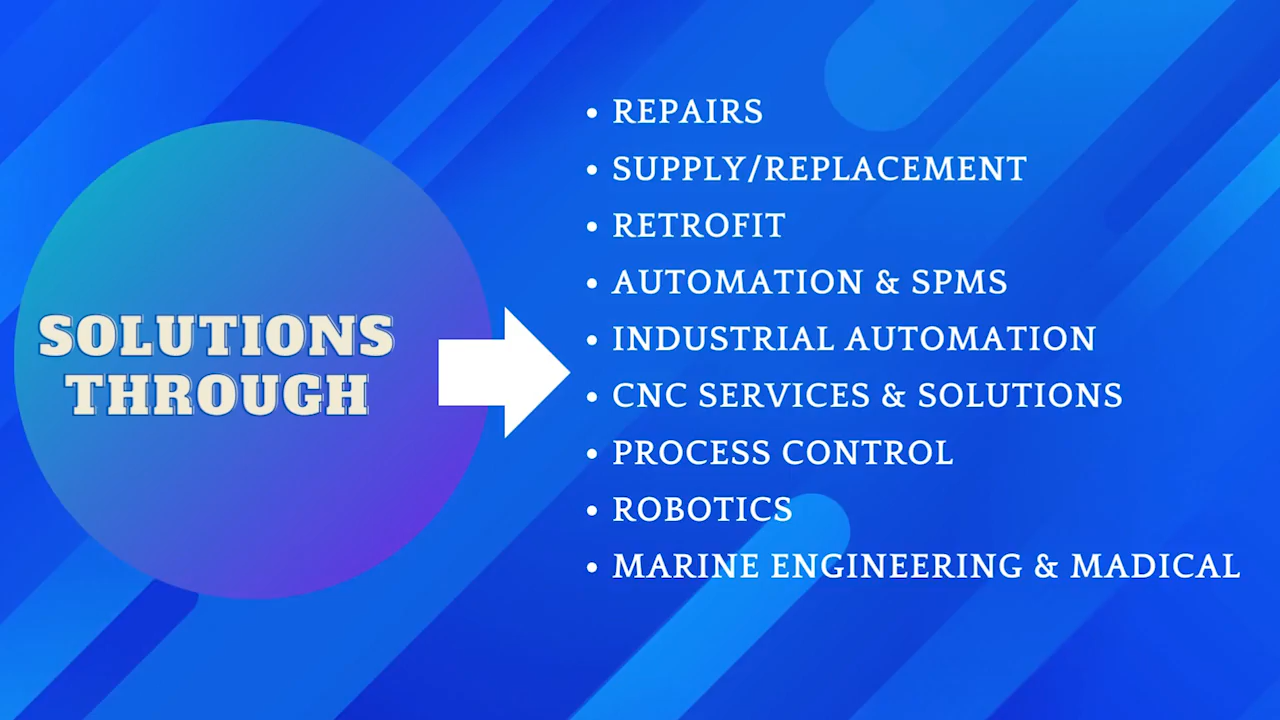 SOLUTIONS
THROUGH
• REPAIRS
• SUPPLY/REPLACEMENT
• RETROFIT
• AUTOMATION & SPMS
• INDUSTRIAL AUTOMATION
• CNC SERVICES & SOLUTIONS
• PROCESS CONTROL
• ROBOTICS
• MARINE ENGINEERING & MADICAL